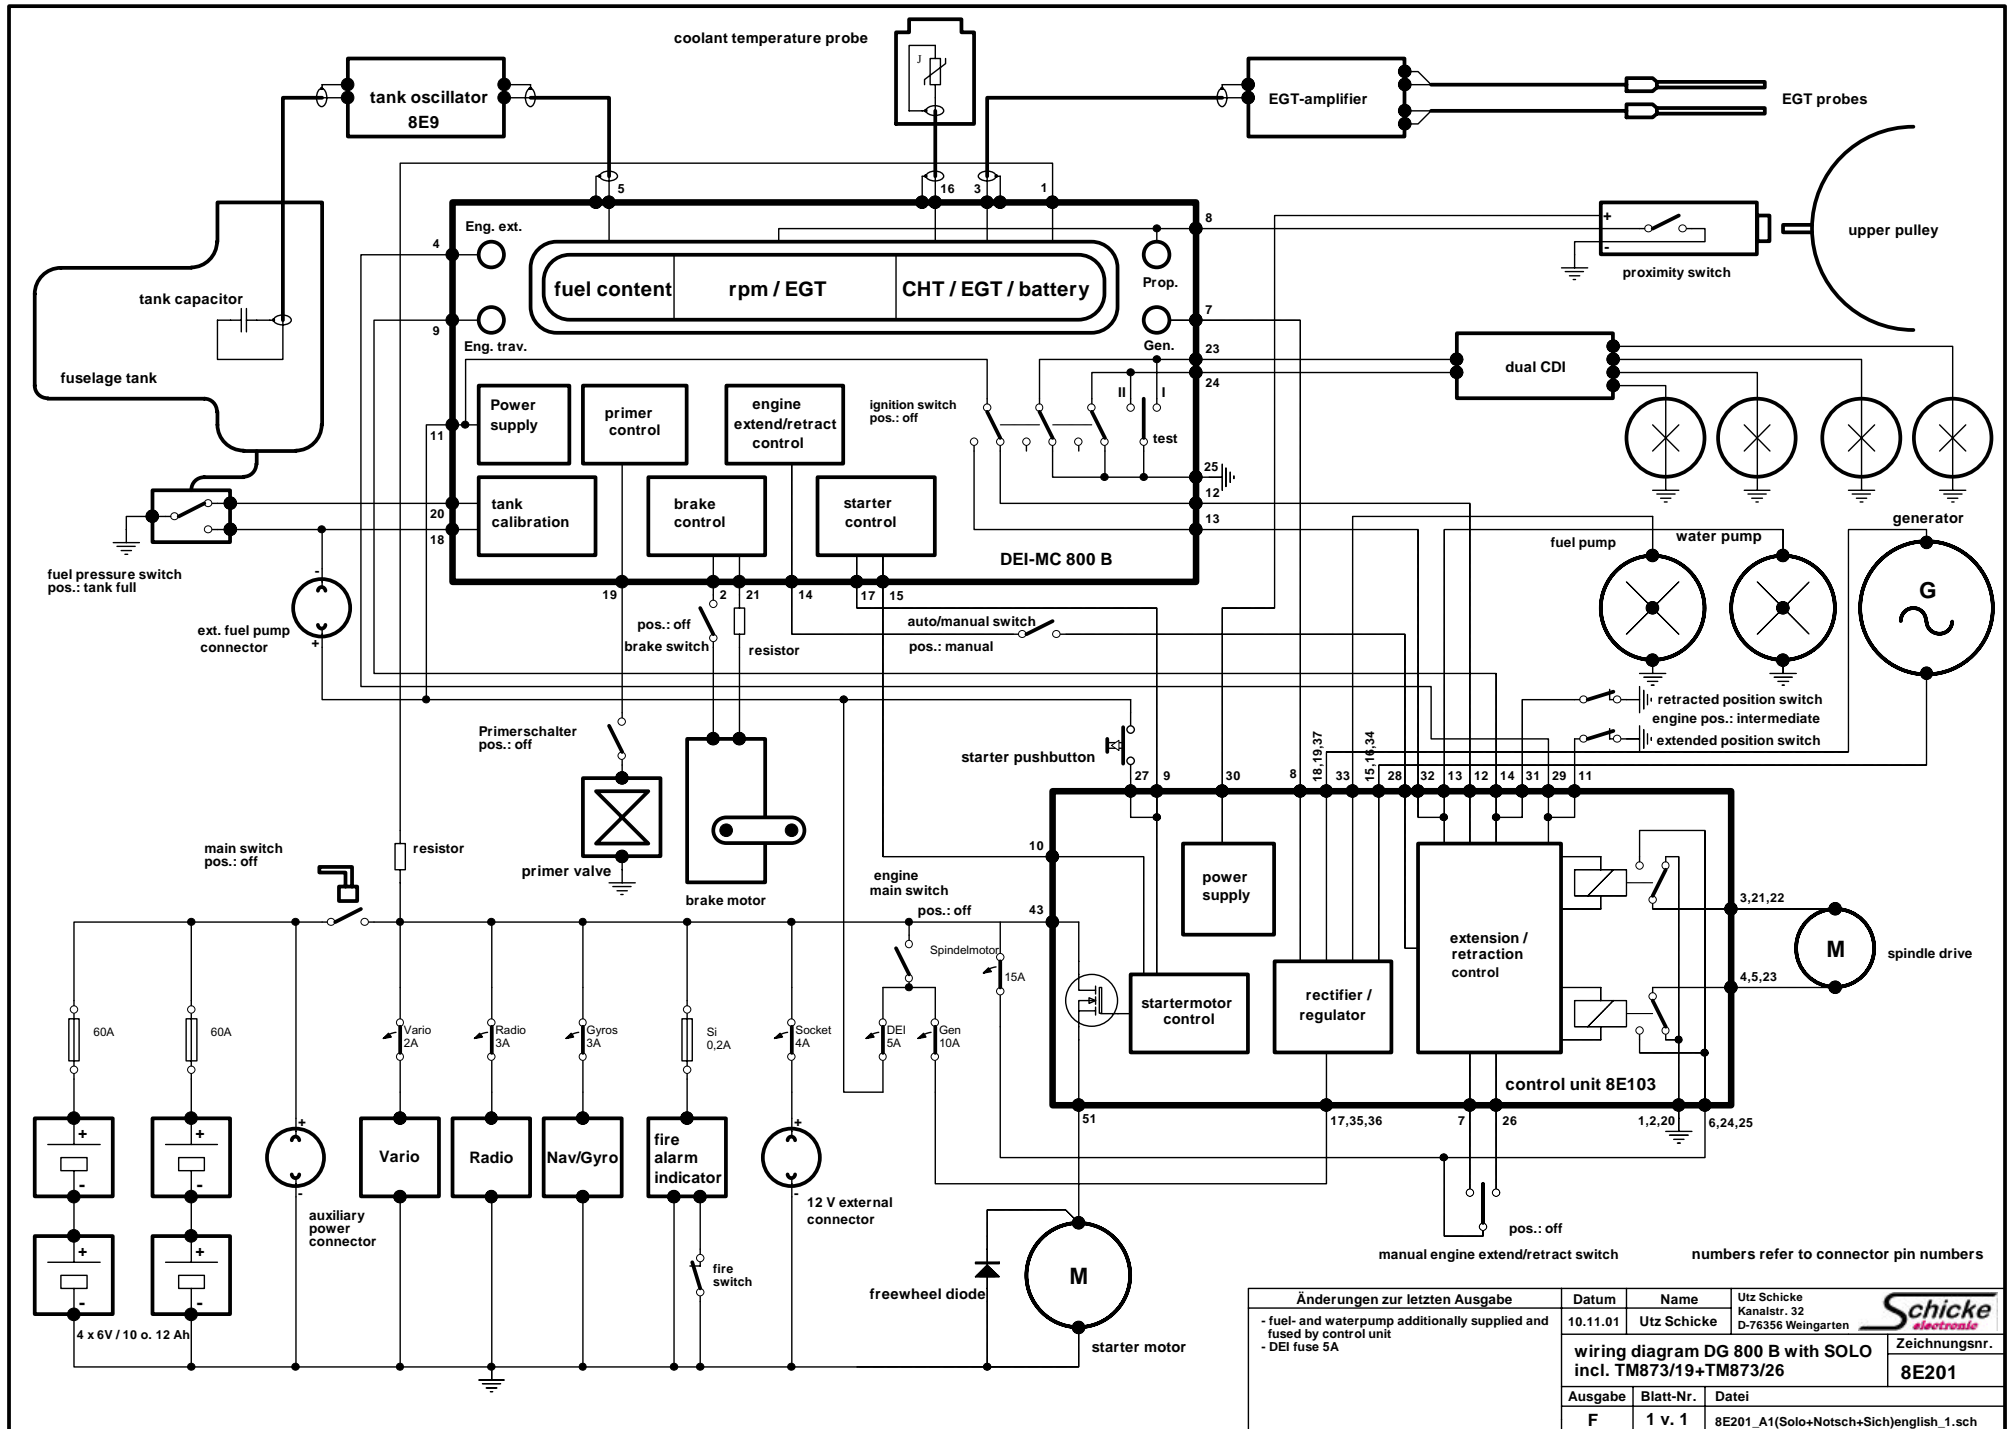 coolant temperature probe
J
tank oscillator
8E9
EGT-amplifier
EGT probes
5
16
3
1
8
Eng. ext.
4
+
-
upper pulley
proximity switch
fuel content
rpm / EGT
CHT / EGT / battery
Prop.
tank capacitor
9
7
Eng. trav.
Gen.
23
24
dual CDI
fuselage tank
II
I
test
ignition switch
pos.: off
Power
supply
primer
control
engine
extend/retract
control
11
25
12
13
20
18
tank
calibration
brake
control
starter
control
DEI-MC 800 B
generator
fuel pump
water pump
G
fuel pressure switch
pos.: tank full
-
+
ext. fuel pump
connector
19
2
21
14
17
15
pos.: off
brake switch
resistor
auto/manual switch
pos.: manual
retracted position switch
engine pos.: intermediate
extended position switch
Primerschalter
pos.: off
starter pushbutton
27
9
30
8
18,19,37
33
15,16,34
28
32
13
12
14
31
29
11
main switch
pos.: off
resistor
primer valve
brake motor
engine
main switch
pos.: off
10
43
power
supply
extension /
retraction
control
3,21,22
M
spindle drive
4,5,23
Spindelmotor
15A
startermotor
control
rectifier /
regulator
control unit 8E103
60A
60A
Vario
2A
Radio
3A
Gyros
3A
Si
0,2A
Socket
4A
DEI
5A
Gen
10A
51
17,35,36
7
26
1,2,20
6,24,25
+
-
+
-
+
-
+
-
+
-
Vario
Radio
Nav/Gyro
fire
alarm
indicator
+
-
auxiliary
power
connector
12 V external
connector
fire
switch
4 x 6V / 10 o. 12 Ah
freewheel diode
M
starter motor
pos.: off
manual engine extend/retract switch
numbers refer to connector pin numbers
Änderungen zur letzten Ausgabe
- fuel- and waterpump additionally supplied and
fused by control unit
- DEI fuse 5A
Datum
Name
10.11.01
Utz Schicke
Utz Schicke
Kanalstr. 32
D-76356 Weingarten
Schicke
electronic
wiring diagram DG 800 B with SOLO
incl. TM873/19+TM873/26
Zeichnungsnr.
8E201
Ausgabe
Blatt-Nr.
Datei
F
1 v. 1
8E201_A1(Solo+Notsch+Sich)english_1.sch